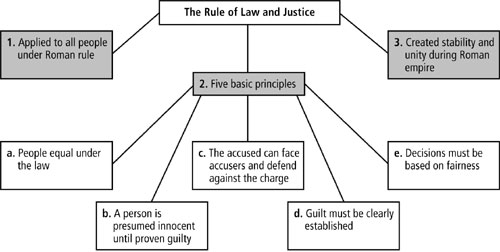 The Rule of Law and Justice
1. Applied to all people
under Roman rule
3. Created stability and
unity during Roman
empire
2. Five basic principles
a. People equal under
the law
c. The accused can face
accusers and defend
against the charge
e. Decisions must be
based on fairness
b. A person is
presumed innocent
until proven guilty
d. Guilt must be clearly
established